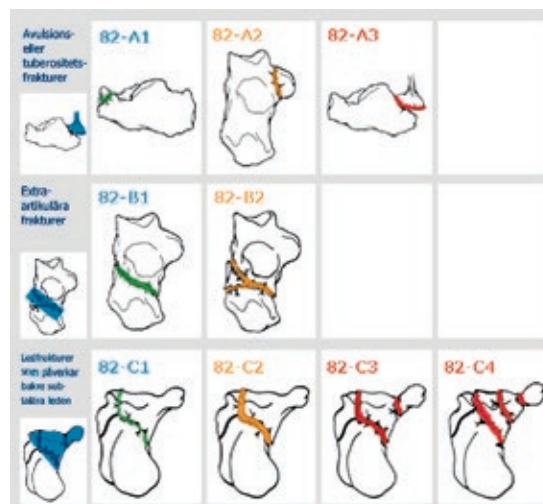 Avulsions-
eller
tuberositets-
frakturer
82-A1
82-A2
82-A3
Extra-
artikulära
frakturer
82-B1
82-B2
Ledfrakturer
som påverkar
bakre sub-
talära leden
82-C1
82-C2
82-C3
82-C4